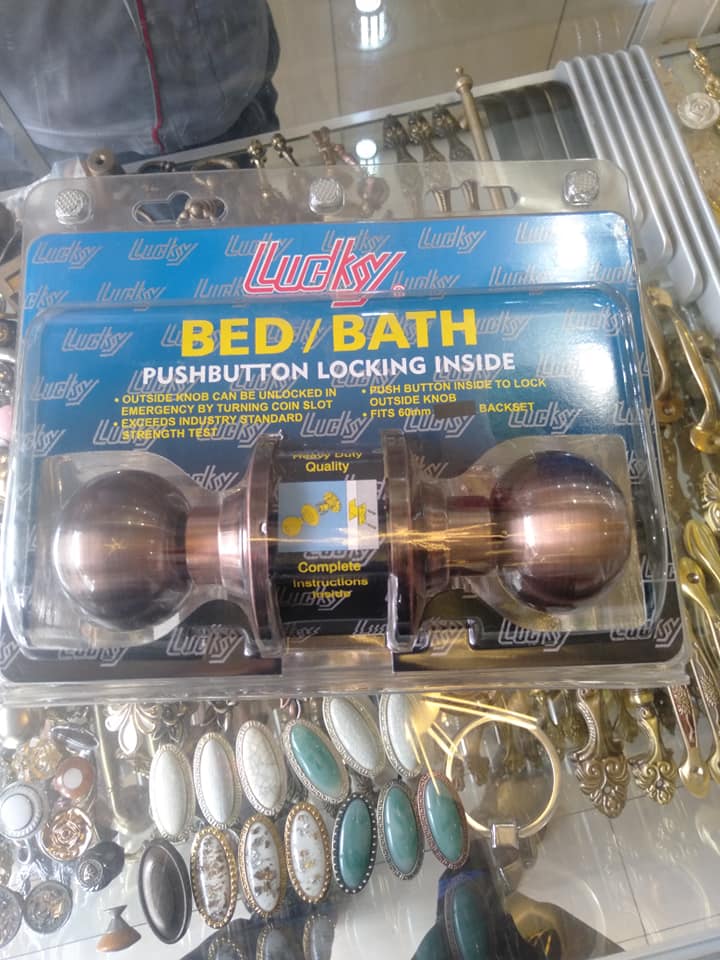 Lucky
BED / BATH
PUSHBUTTON LOCKING INSIDE
• OUTSIDE KNOB CAN BE UNLOCKED IN
EMERGENCY BY TURNING COIN SLOT
• EXCEEDS INDUSTRY STANDARD
STRENGTH TEST
• PUSH BUTTON INSIDE TO LOCK
OUTSIDE KNOB
• FITS 60mm BACKSET
Heavy Duty
Quality
Complete
Instructions
Inside